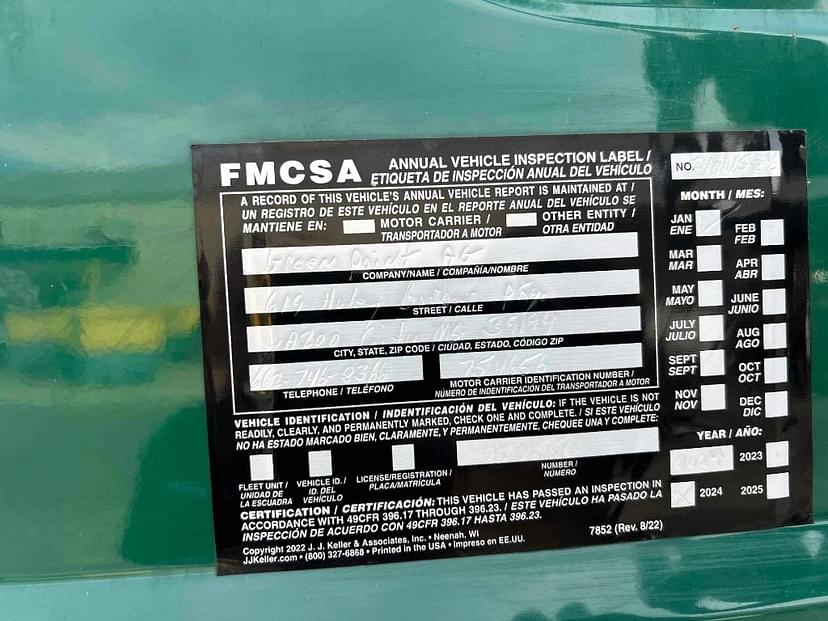 FMCSA ANNUAL VEHICLE INSPECTION LABEL /
ETIQUETA DE INSPECCIÓN ANUAL DEL VEHÍCULO
NO.
A RECORD OF THIS VEHICLE'S ANNUAL VEHICLE REPORT IS MAINTAINED AT /
UN REGISTRO DE ESTE VEHÍCULO EN EL REPORTE ANUAL DEL VEHÍCULO SE
MANTIENE EN: MOTOR CARRIER / OTHER ENTITY /
TRANSPORTADOR A MOTOR OTRA ENTIDAD
Green Point AG
COMPANY/NAME / COMPAÑIA/NOMBRE
619
STREET / CALLE
39194
CITY, STATE, ZIP CODE / CIUDAD, ESTADO, CÓDIGO ZIP
662-746
TELEPHONE / TELÉFONO
MOTOR CARRIER IDENTIFICATION NUMBER /
NÚMERO DE INDENTIFICACIÓN DEL TRANSPORTADOR A MOTOR
VEHICLE IDENTIFICATION / INDENTIFICACIÓN DEL VEHÍCULO: IF THE VEHICLE IS NOT
READILY, CLEARLY, AND PERMANENTLY MARKED, CHECK ONE AND COMPLETE. / SI ESTE VEHÍCULO
NO HA ESTADO MARCADO BIEN, CLARAMENTE, Y PERMANENTEMENTE, CHEQUEE UNA Y COMPLETE:
FLEET UNIT /
UNIDAD DE
LA ESCUADRA
VEHICLE ID. /
ID. DEL
VEHÍCULO
LICENSE/REGISTRATION /
PLACA/MATRÍCULA
NUMBER /
NÚMERO
CERTIFICATION / CERTIFICACIÓN: THIS VEHICLE HAS PASSED AN INSPECTION IN
ACCORDANCE WITH 49CFR 396.17 THROUGH 396.23. / ESTE VEHÍCULO HA PASADO LA
INSPECCIÓN DE ACUERDO CON 49CFR 396.17 HASTA 396.23.
Copyright 2022 J. J. Keller & Associates, Inc. • Neenah, WI
JJKeller.com • (800) 327-6868 • Printed in the USA • Impreso en EE.UU.
7852 (Rev. 8/22)
MONTH / MES:
JAN
ENE
FEB
FEB
MAR
MAR
APR
ABR
MAY
MAYO
JUNE
JUNIO
JULY
JULIO
AUG
AGO
SEPT
SEPT
OCT
OCT
NOV
NOV
DEC
DIC
YEAR / AÑO:
2023
2024
2025